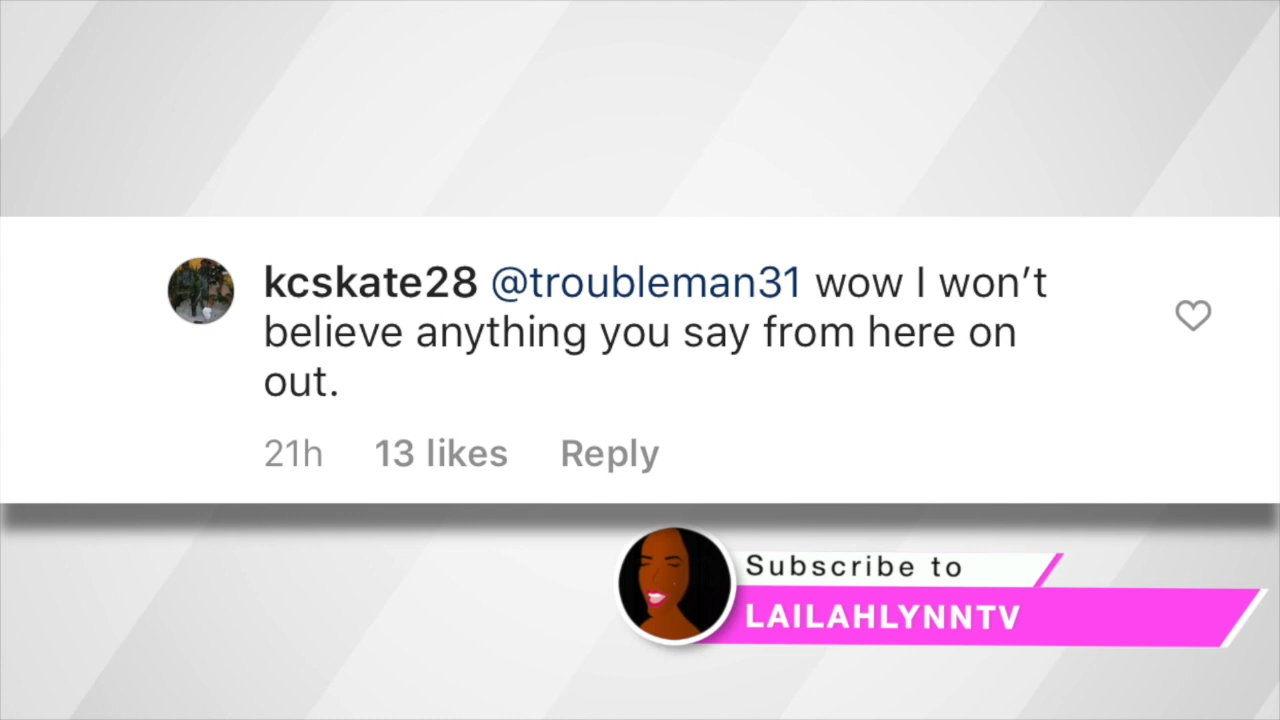 kcskate28 @troubleman31 wow I won’t
believe anything you say from here on
out.
21h 13 likes Reply
Subscribe to
LAILAHLYNNTV